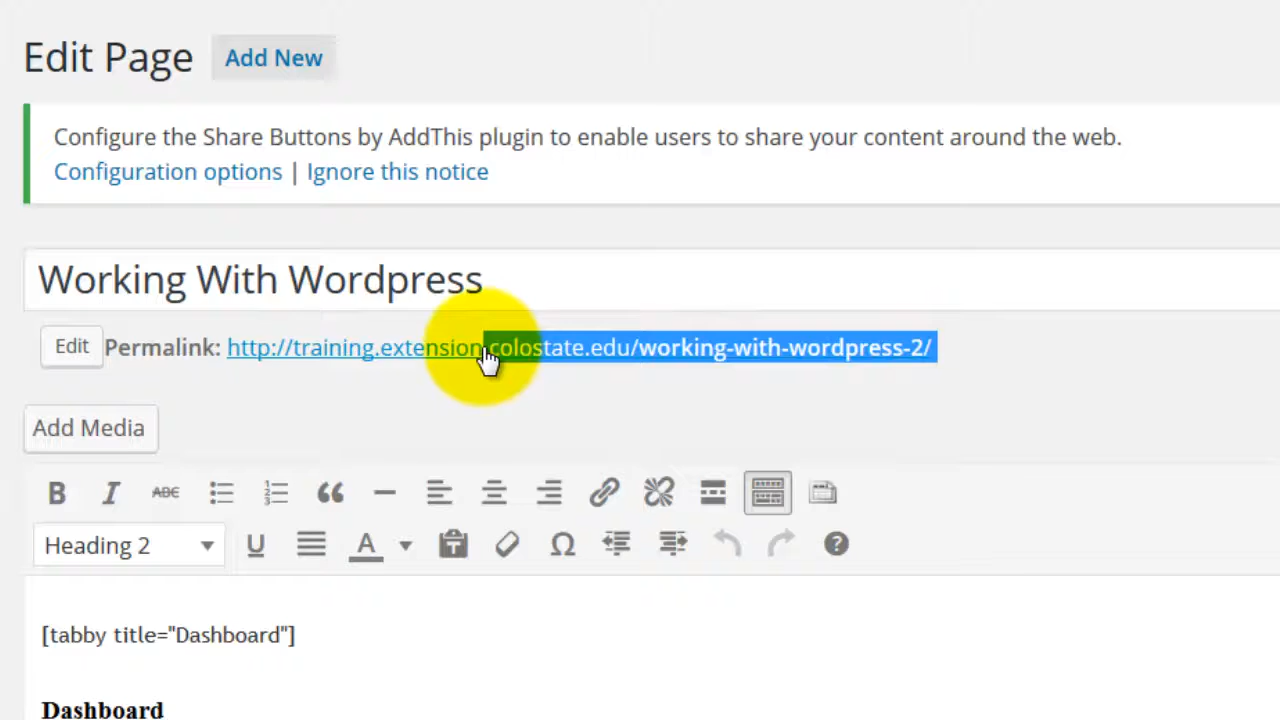 Edit Page Add New
Configure the Share Buttons by AddThis plugin to enable users to share your content around the web.
Configuration options | Ignore this notice
Working With Wordpress
Edit Permalink: http://training.extension.colostate.edu/working-with-wordpress-2/
Add Media
B I ABC
Heading 2 U A
[tabby title="Dashboard"]
Dashboard